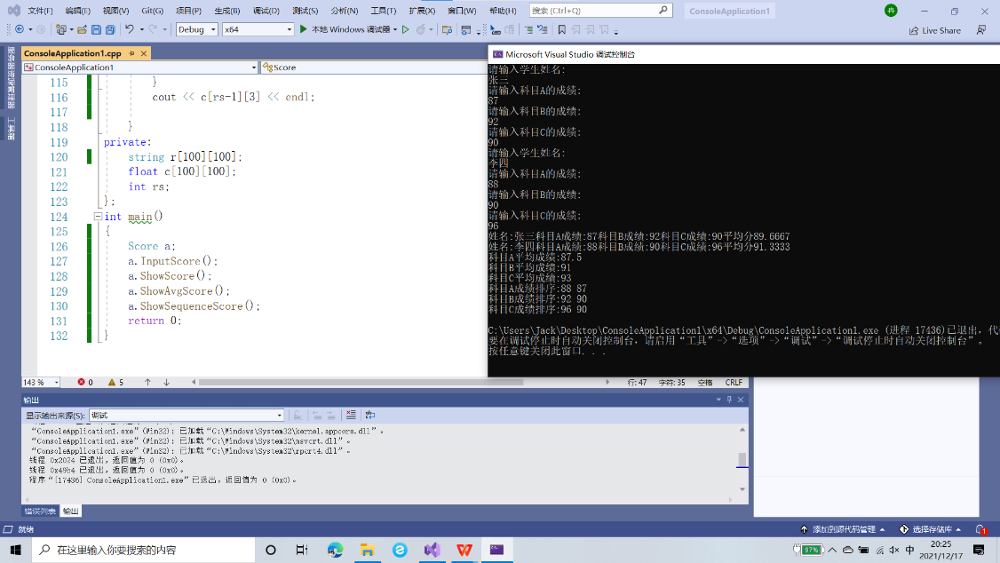 文件(F) 编辑(E) 视图(V) Git(G) 项目(P) 生成(B) 调试(D) 测试(S) 分析(N) 工具(T) 扩展(X) 窗口(W) 帮助(H) 搜索 (Ctrl+Q) ConsoleApplication1
Debug x64 本地 Windows 调试器 Live Share
ConsoleApplication1.cpp
ConsoleApplication1 Score
工具箱
115 }
116 cout << c[rs-1][3] << endl;
117
118 }
119 private:
120 string r[100][100];
121 float c[100][100];
122 int rs;
123 };
124 int main()
125 {
126 Score a;
127 a.InputScore();
128 a.ShowScore();
129 a.ShowAvgScore();
130 a.ShowSequenceScore();
131 return 0;
132 }
Microsoft Visual Studio 调试控制台
请输入学生姓名:
张三
请输入科目A的成绩:
87
请输入科目B的成绩:
92
请输入科目C的成绩:
90
请输入学生姓名:
李四
请输入科目A的成绩:
88
请输入科目B的成绩:
90
请输入科目C的成绩:
96
姓名:张三科目A成绩:87科目B成绩:92科目C成绩:90平均分89.6667
姓名:李四科目A成绩:88科目B成绩:90科目C成绩:96平均分91.3333
科目A平均成绩:87.5
科目B平均成绩:91
科目C平均成绩:93
科目A成绩排序:88 87
科目B成绩排序:92 90
科目C成绩排序:96 90
C:\Users\Jack\Desktop\ConsoleApplication1\x64\Debug\ConsoleApplication1.exe (进程 17436)已退出，代
要在调试停止时自动关闭控制台，请启用“工具”->“选项”->“调试”->“调试停止时自动关闭控制台”。
按任意键关闭此窗口. . .
143 % 0 5 行: 47 字符: 35 空格 CRLF
输出
显示输出来源(S): 调试
“ConsoleApplication1.exe”(Win32): 已加载“C:\Windows\System32\kernel.appcore.dll”。
“ConsoleApplication1.exe”(Win32): 已加载“C:\Windows\System32\msvcrt.dll”。
“ConsoleApplication1.exe”(Win32): 已加载“C:\Windows\System32\rpcrt4.dll”。
线程 0x2024 已退出，返回值为 0 (0x0)。
线程 0x49b4 已退出，返回值为 0 (0x0)。
程序“[17436] ConsoleApplication1.exe”已退出，返回值为 0 (0x0)。
错误列表 输出
就绪 添加到源代码管理 选择存储库 1
在这里输入你要搜索的内容 97% 中 20:25
2021/12/17